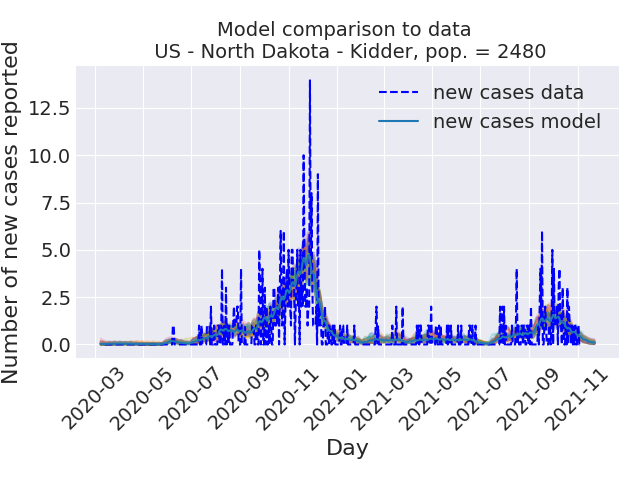 Model comparison to data
US - North Dakota - Kidder, pop. = 2480
Number of new cases reported
12.5
10.0
7.5
5.0
2.5
0.0
new cases data
new cases model
2020-03
2020-05
2020-07
2020-09
2020-11
2021-01
2021-03
2021-05
2021-07
2021-09
2021-11
Day